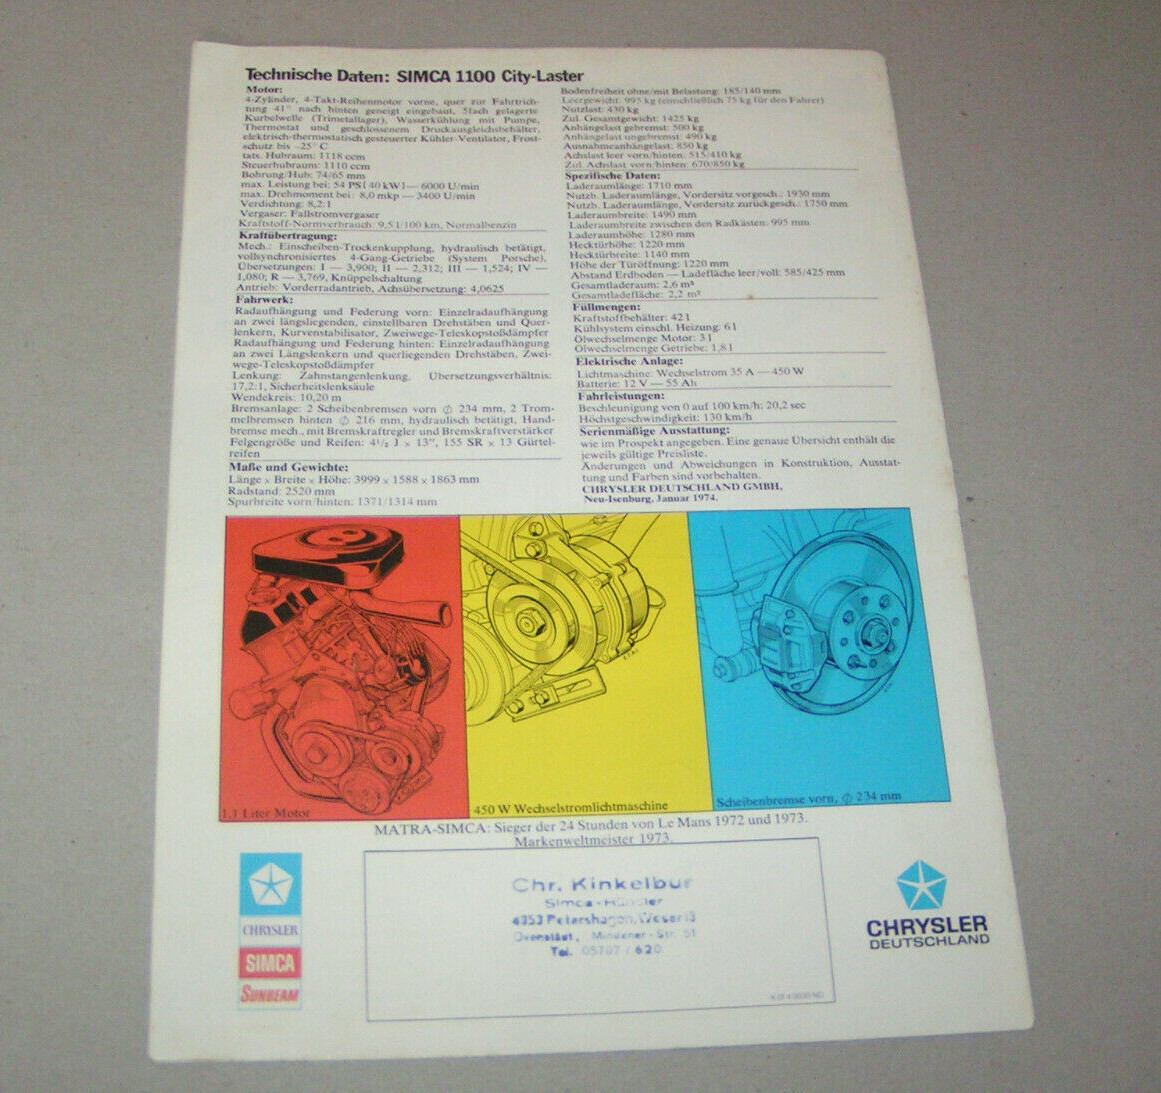 Technische Daten: SIMCA 1100 City-Laster
Motor:
4-Zylinder, 4-Takt-Reihenmotor vorne, quer zur Fahrtrich-
tung 41° nach hinten geneigt eingebaut, 5fach gelagerte
Kurbelwelle (Trimetallager), Wasserkühlung mit Pumpe,
Thermostat und geschlossenem Druckausgleichsbehälter,
elektrisch-thermostatisch gesteuerter Kühler-Ventilator, Frost-
schutz bis -25° C
tats. Hubraum: 1118 ccm
Steuerhubraum: 1110 ccm
Bohrung/Hub: 74/65 mm
max. Leistung bei: 54 PS (40 kW) — 6000 U/min
max. Drehmoment bei: 8,0 mkp — 3400 U/min
Verdichtung: 8,2:1
Vergaser: Fallstromvergaser
Kraftstoff-Normverbrauch: 9,5 l/100 km, Normalbenzin
Kraftübertragung:
Mech.: Einscheiben-Trockenkupplung, hydraulisch betätigt,
vollsynchronisiertes 4-Gang-Getriebe (System Porsche),
Übersetzungen: I — 3,900; II — 2,312; III — 1,524; IV —
1,080; R — 3,769, Knüppelschaltung
Antrieb: Vorderradantrieb, Achsübersetzung: 4,0625
Fahrwerk:
Radaufhängung und Federung vorn: Einzelradaufhängung
an zwei längsliegenden, einstellbaren Drehstäben und Quer-
lenkern, Kurvenstabilisator, Zweiwege-Teleskopstoßdämpfer
Radaufhängung und Federung hinten: Einzelradaufhängung
an zwei Längslenkern und querliegenden Drehstäben, Zwei-
wege-Teleskopstoßdämpfer
Lenkung: Zahnstangenlenkung, Übersetzungsverhältnis:
17,2:1, Sicherheitslenksäule
Wendekreis: 10,20 m
Bremsanlage: 2 Scheibenbremsen vorn ∅ 234 mm, 2 Trom-
melbremsen hinten ∅ 216 mm, hydraulisch betätigt, Hand-
bremse mech., mit Bremskraftregler und Bremskraftverstärker
Felgengröße und Reifen: 4¹/₂ J × 13", 155 SR × 13 Gürtel-
reifen
Maße und Gewichte:
Länge × Breite × Höhe: 3999 × 1588 × 1863 mm
Radstand: 2520 mm
Spurbreite vorn/hinten: 1371/1314 mm
Bodenfreiheit ohne/mit Belastung: 185/140 mm
Leergewicht: 995 kg (einschließlich 75 kg für den Fahrer)
Nutzlast: 430 kg
Zul. Gesamtgewicht: 1425 kg
Anhängelast gebremst: 500 kg
Anhängelast ungebremst: 490 kg
Ausnahmeanhängelast: 850 kg
Achslast leer vorn/hinten: 515/410 kg
Zul. Achslast vorn/hinten: 670/850 kg
Spezifische Daten:
Laderaumlänge: 1710 mm
Nutzb. Laderaumlänge, Vordersitz vorgesch.: 1930 mm
Nutzb. Laderaumlänge, Vordersitz zurückgesch.: 1750 mm
Laderaumbreite: 1490 mm
Laderaumbreite zwischen den Radkästen: 995 mm
Laderaumhöhe: 1280 mm
Hecktürhöhe: 1220 mm
Hecktürbreite: 1140 mm
Höhe der Türöffnung: 1220 mm
Abstand Erdboden — Ladefläche leer/voll: 585/425 mm
Gesamtladeraum: 2,6 m³
Gesamtladefläche: 2,2 m²
Füllmengen:
Kraftstoffbehälter: 42 l
Kühlsystem einschl. Heizung: 6 l
Ölwechselmenge Motor: 3 l
Ölwechselmenge Getriebe: 1,8 l
Elektrische Anlage:
Lichtmaschine: Wechselstrom 35 A — 450 W
Batterie: 12 V — 55 Ah
Fahrleistungen:
Beschleunigung von 0 auf 100 km/h: 20,2 sec
Höchstgeschwindigkeit: 130 km/h
Serienmäßige Ausstattung:
wie im Prospekt angegeben. Eine genaue Übersicht enthält die
jeweils gültige Preisliste.
Änderungen und Abweichungen in Konstruktion, Ausstat-
tung und Farben sind vorbehalten.
CHRYSLER DEUTSCHLAND GMBH,
Neu-Isenburg, Januar 1974.
1.1 Liter Motor
450 W Wechselstromlichtmaschine
Scheibenbremse vorn, ∅ 234 mm
MATRA-SIMCA: Sieger der 24 Stunden von Le Mans 1972 und 1973.
Markenweltmeister 1973.
CHRYSLER
SIMCA
SUNBEAM
Chr. Kinkelbur
Simca-Händler
4953 Petershagen/Weser 13
Ovenstädt, Mindener-Str. 51
Tel. 05707 / 620
CHRYSLER
DEUTSCHLAND